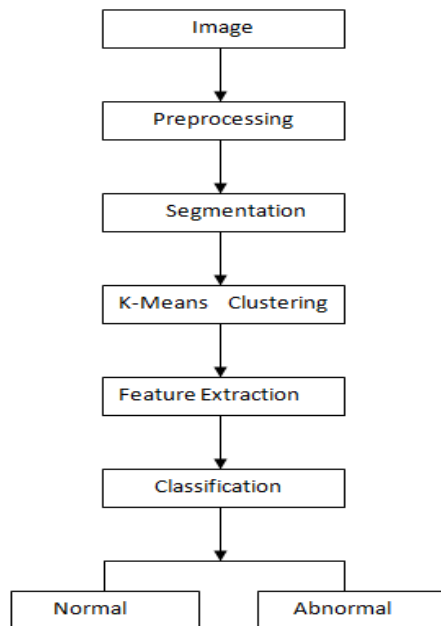 Image
Preprocessing
Segmentation
K-Means Clustering
Feature Extraction
Classification
Normal
Abnormal